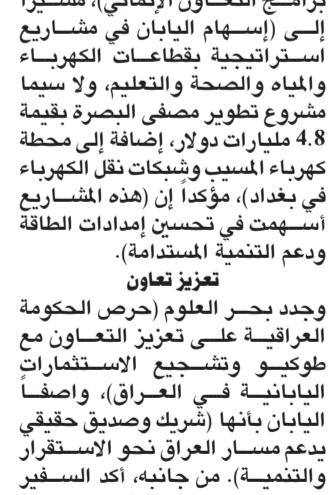 برامج التعاون الإنمائي)، مشيراً
إلى (إسهام اليابان في مشاريع
استراتيجية بقطاعات الكهرباء
والمياه والصحة والتعليم، ولا سيما
مشروع تطوير مصفى البصرة بقيمة
4.8 مليارات دولار، إضافة إلى محطة
كهرباء المسيب وشبكات نقل الكهرباء
في بغداد)، مؤكداً إن (هذه المشاريع
أسهمت في تحسين إمدادات الطاقة
ودعم التنمية المستدامة).
تعزيز تعاون
وجدد بحر العلوم (حرص الحكومة
العراقية على تعزيز التعاون مع
طوكيو وتشجيع الاستثمارات
اليابانية في العراق)، واصفاً
اليابان بأنها (شريك وصديق حقيقي
يدعم مسار العراق نحو الاستقرار
والتنمية). من جانبه، أكد السفير